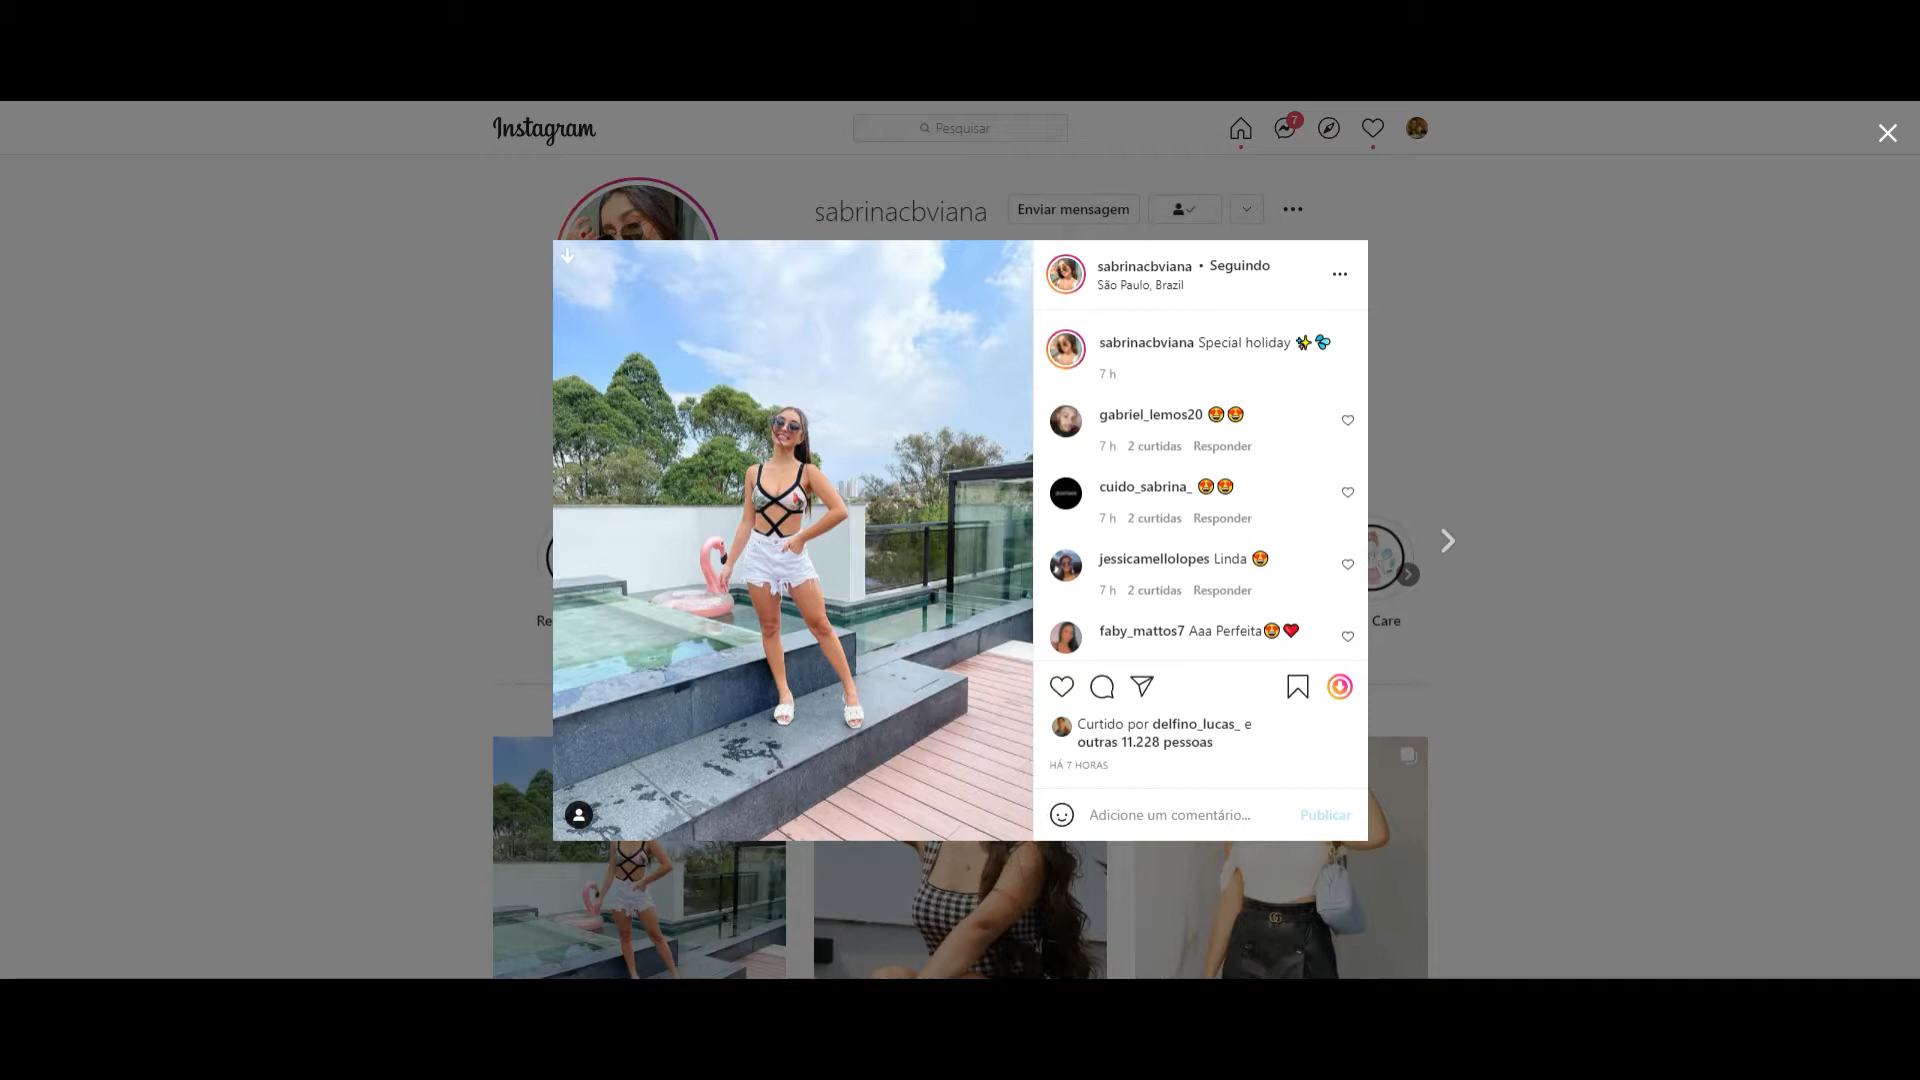 Instagram
Pesquisar
7
sabrinacbviana
Enviar mensagem
sabrinacbviana • Seguindo
São Paulo, Brazil
sabrinacbviana Special holiday ✨💦
7 h
gabriel_lemos20 🤩🤩
7 h 2 curtidas Responder
cuido_sabrina_ 🤩🤩
7 h 2 curtidas Responder
jessicamellolopes Linda 🤩
7 h 2 curtidas Responder
faby_mattos7 Aaa Perfeita🤩❤
Re
Care
Curtido por delfino_lucas_ e
outras 11.228 pessoas
HÁ 7 HORAS
Adicione um comentário...
Publicar